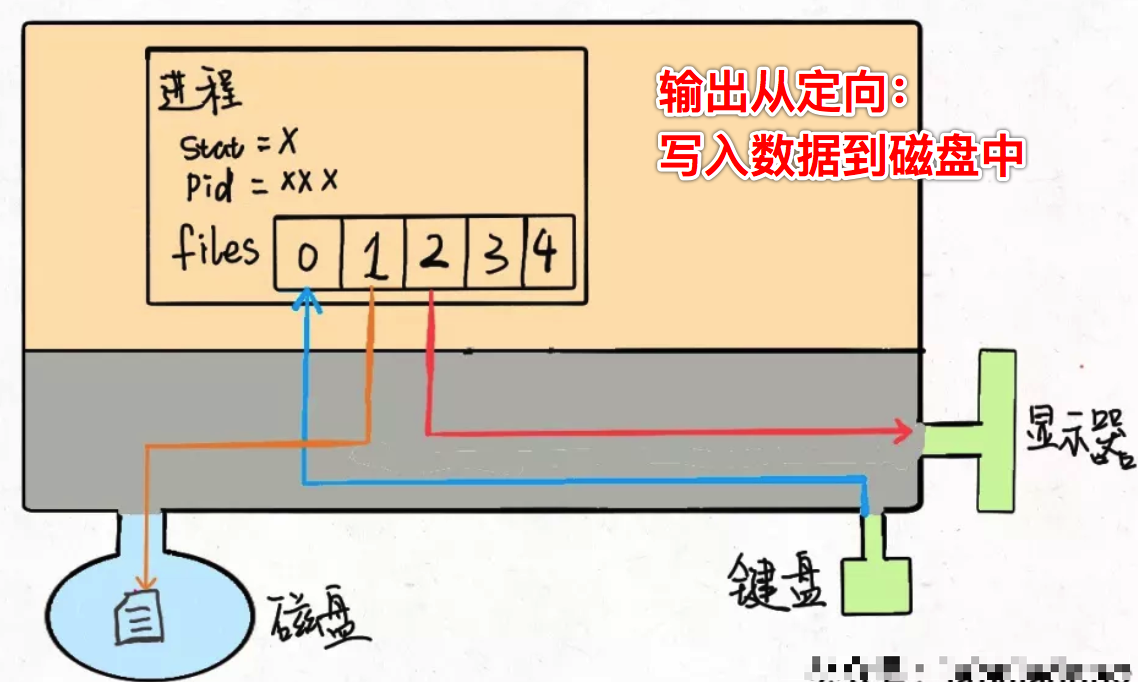 进程
stat = X
pid = xxx
files 0 1 2 3 4
输出从定向：
写入数据到磁盘中
显示器
键盘
磁盘